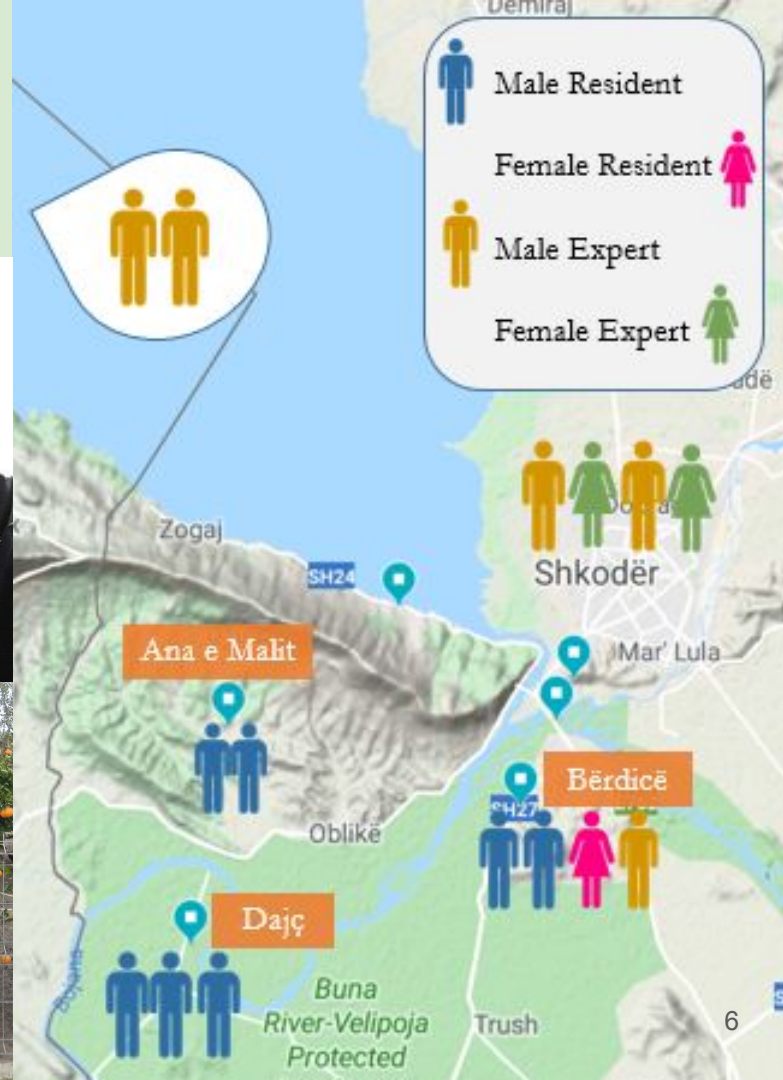 Demiraj
Male Resident
Female Resident
Male Expert
Female Expert
Shkodër
Zogaj
SH24
Ana e Malit
Mar' Lula
Bërdicë
SH27
Oblikë
Dajç
Bojana
Buna
River-Velipoja
Protected
Trush
6